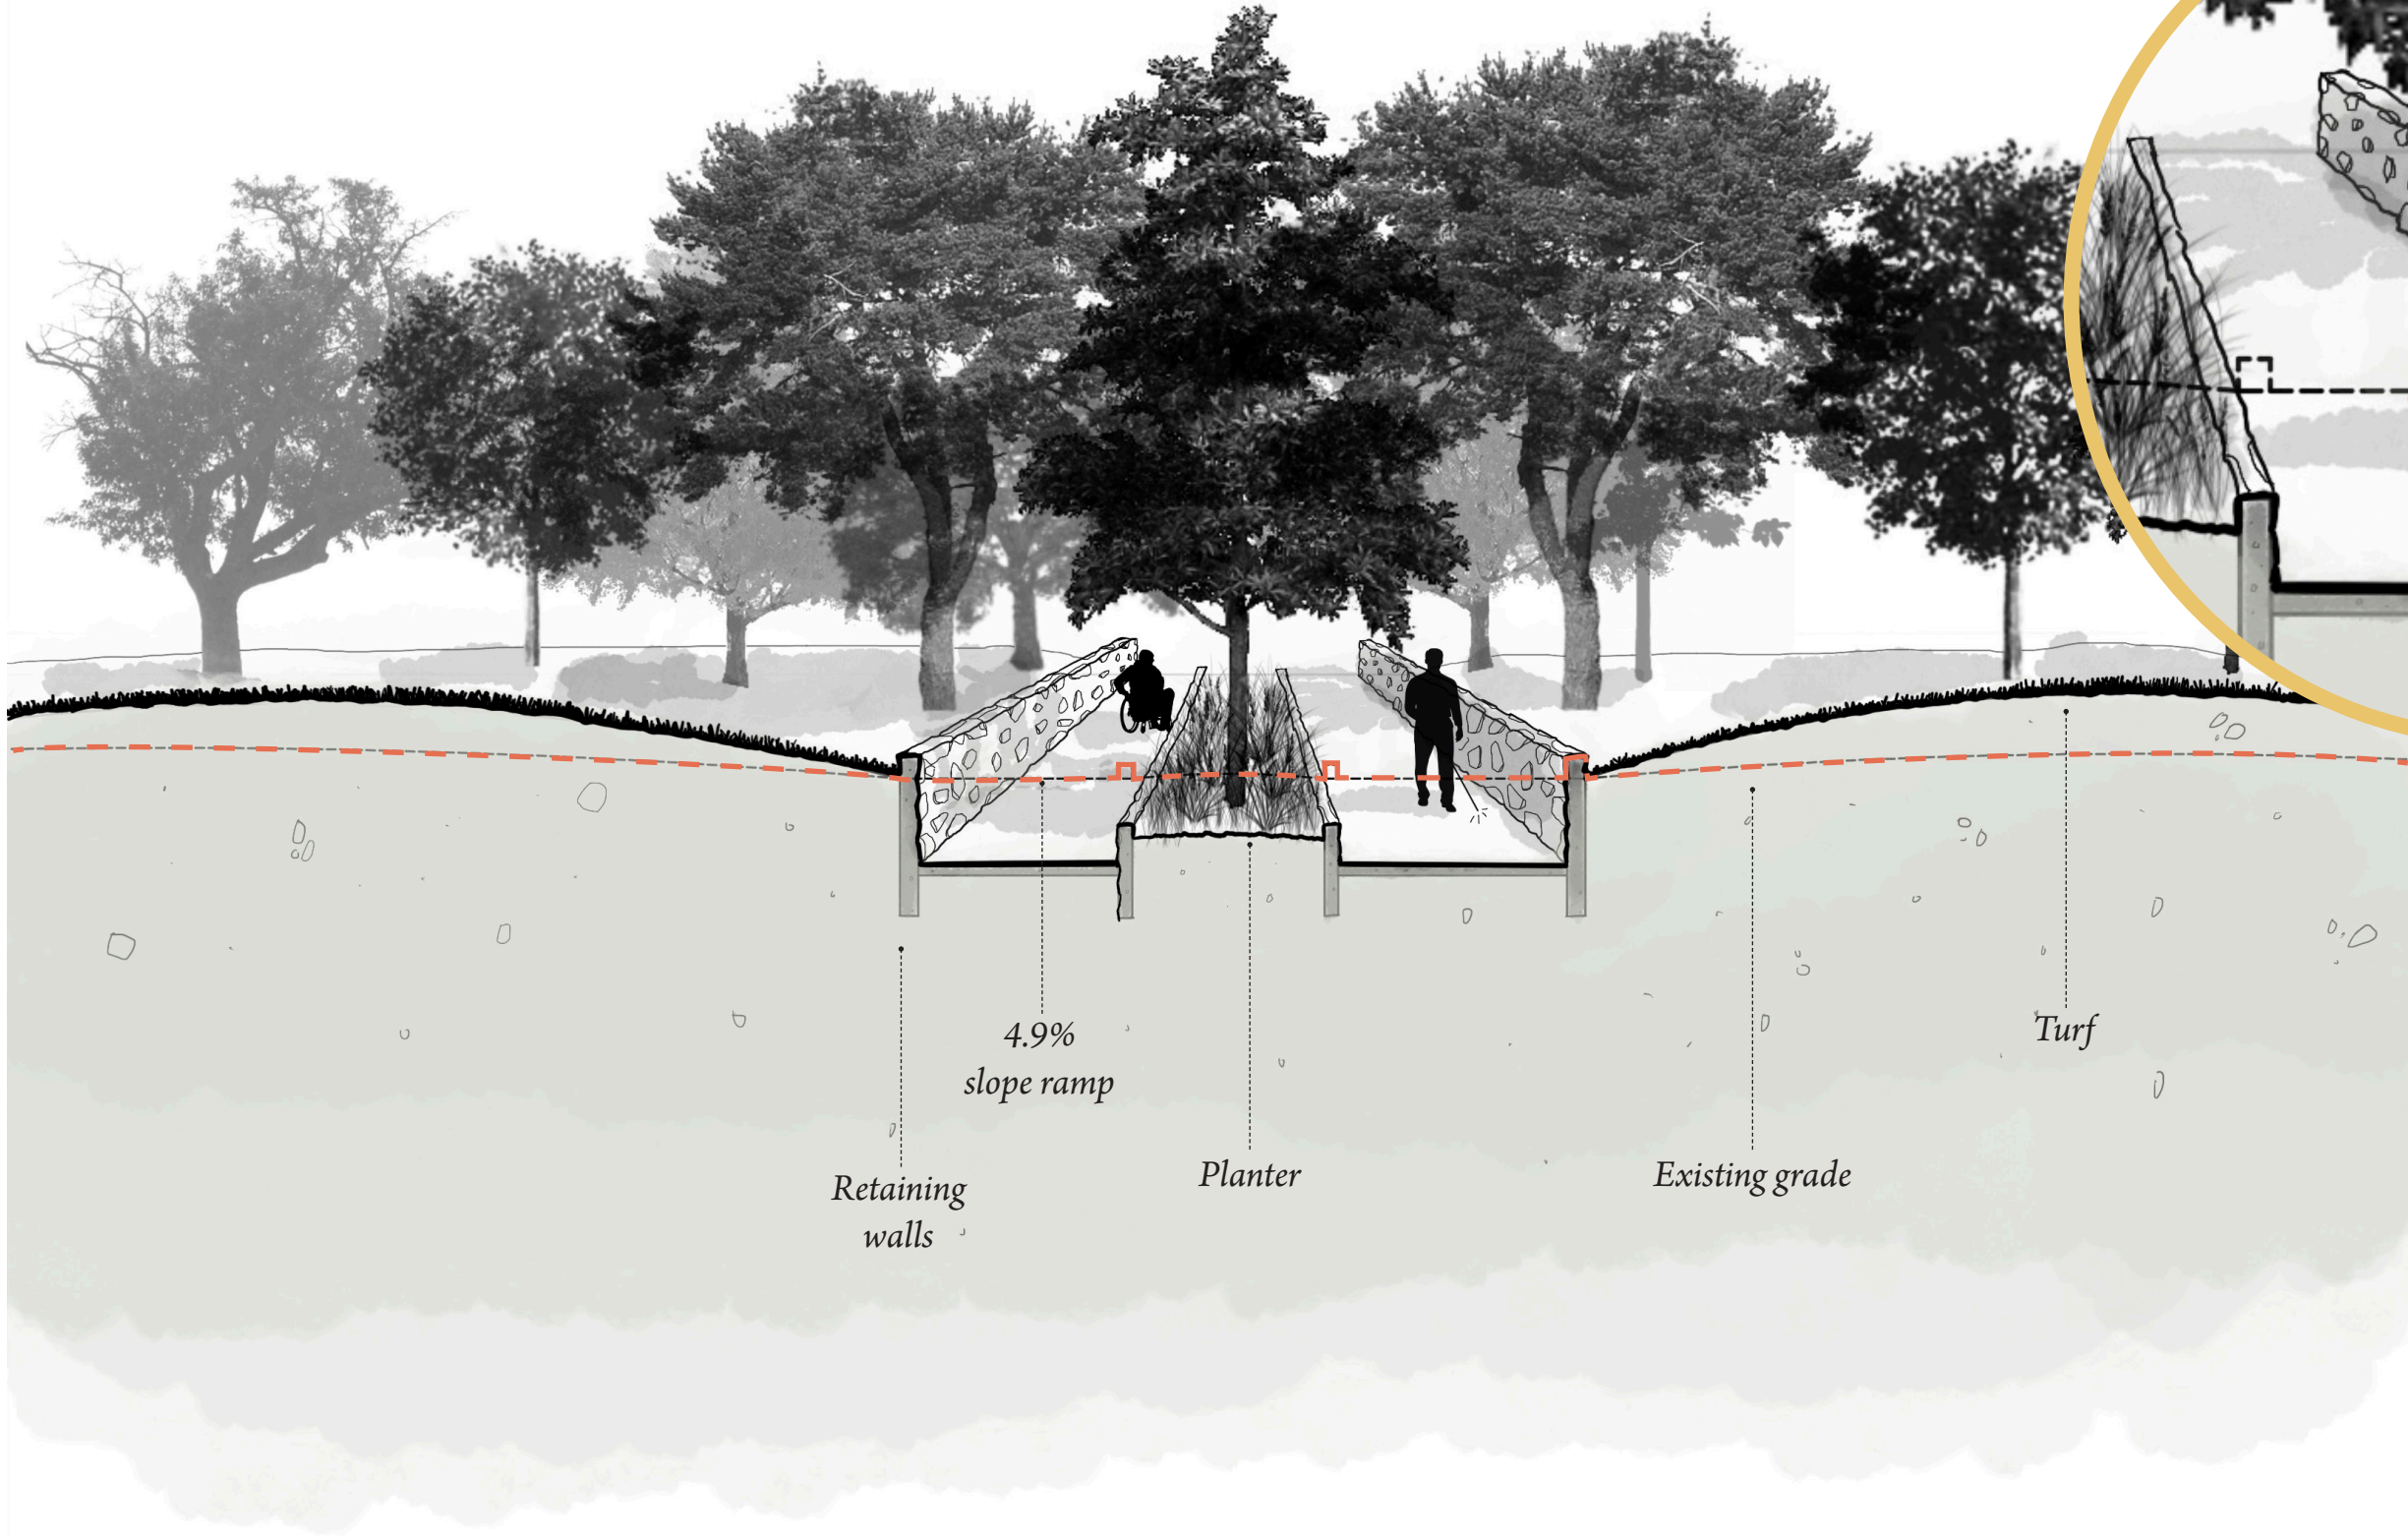 4.9%
slope ramp
Turf
Retaining
walls
Planter
Existing grade